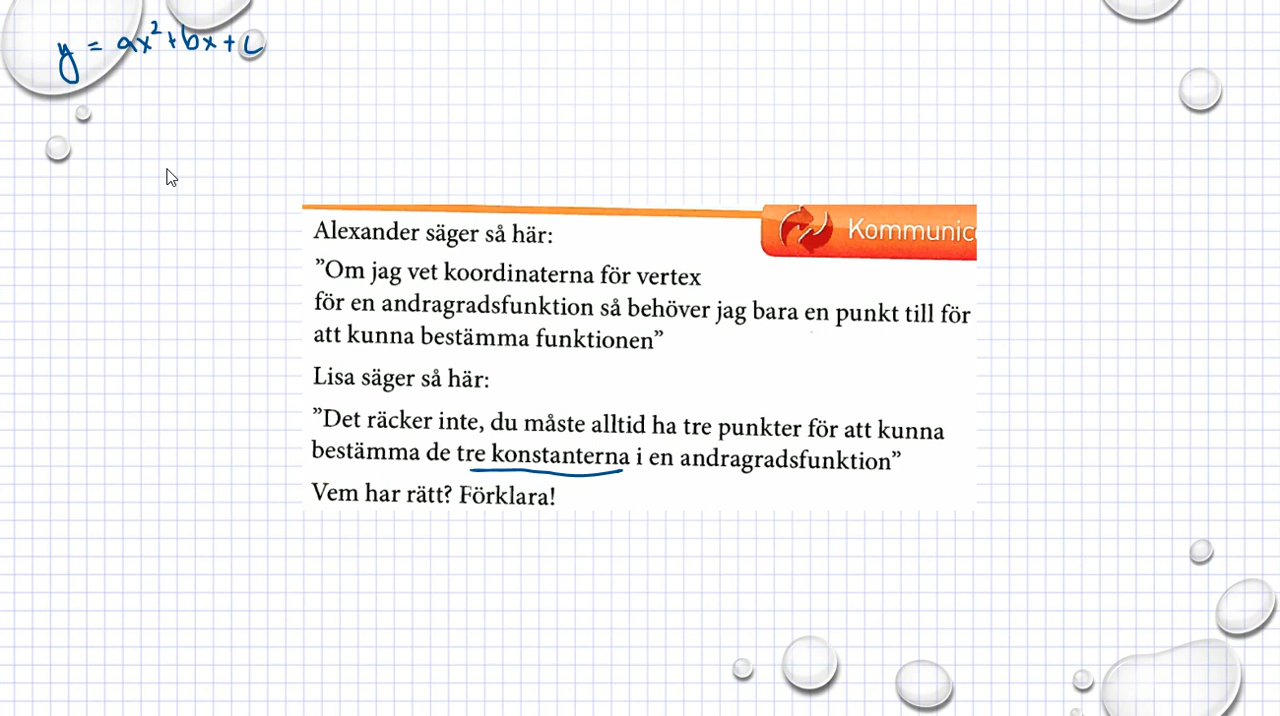 y = ax² + bx + c
Kommunic
Alexander säger så här:
”Om jag vet koordinaterna för vertex
för en andragradsfunktion så behöver jag bara en punkt till för
att kunna bestämma funktionen”
Lisa säger så här:
”Det räcker inte, du måste alltid ha tre punkter för att kunna
bestämma de tre konstanterna i en andragradsfunktion”
Vem har rätt? Förklara!